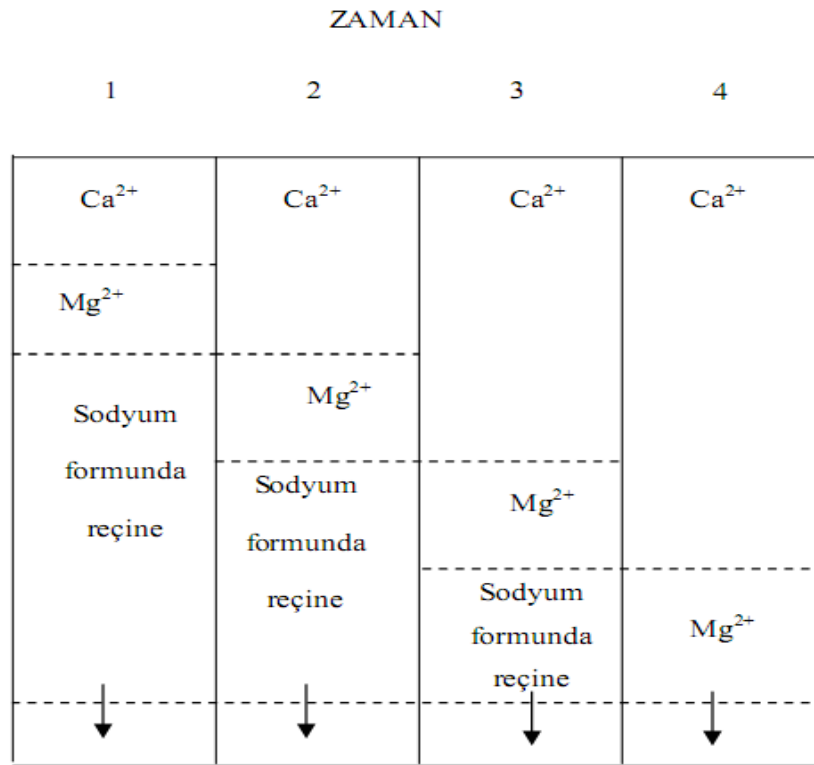 ZAMAN
1 2 3 4
Ca²⁺ Ca²⁺ Ca²⁺ Ca²⁺
Mg²⁺
Mg²⁺
Sodyum
formunda
reçine
Mg²⁺
Sodyum
formunda
reçine
Mg²⁺
Sodyum
formunda
reçine